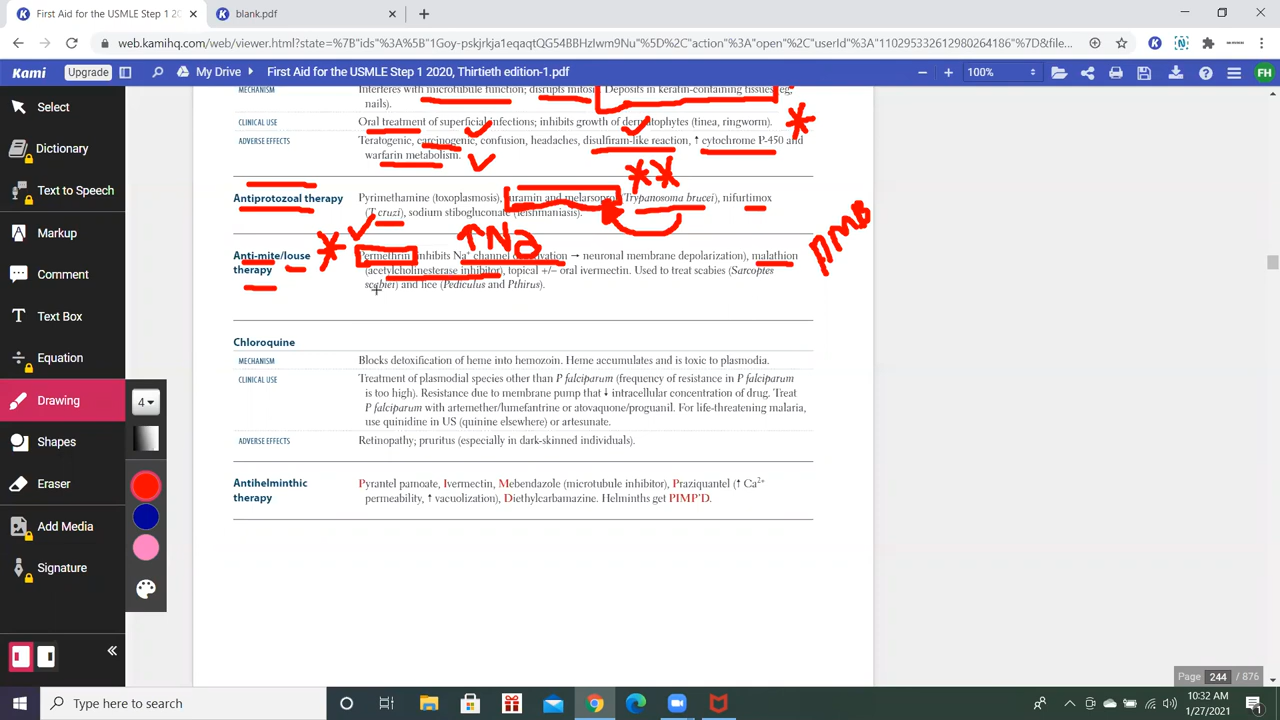 First Aid for the USMLE Step 1 2
blank.pdf
web.kamihq.com/web/viewer.html?state=%7B"ids"%3A%5B"1Goy-pskjtkja1eqaqtQG54BBHzIwm9Nu"%5D%2C"action"%3A"open"%2C"userId"%3A"110295332612980264186"%7D&file...
Kami
Upgrade
My Drive
First Aid for the USMLE Step 1 2020, Thirtieth edition-1.pdf
100%
FH
Select
Dictionary
Text to Speech
Markup
Comment
Text Box
Equation
Drawing
Shapes
Eraser
Add Media
Signature
4
MECHANISM Interferes with microtubule function; disrupts mitosis. Deposits in keratin-containing tissues (eg,
nails).
CLINICAL USE Oral treatment of superficial infections; inhibits growth of dermatophytes (tinea, ringworm).
ADVERSE EFFECTS Teratogenic, carcinogenic, confusion, headaches, disulfiram-like reaction, ↑ cytochrome P-450 and
warfarin metabolism.
Antiprotozoal therapy Pyrimethamine (toxoplasmosis), suramin and melarsoprol (Trypanosoma brucei), nifurtimox
(T cruzi), sodium stibogluconate (leishmaniasis).
↑Na
Anti-mite/louse Permethrin (inhibits Na+ channel deactivation → neuronal membrane depolarization), malathion
therapy (acetylcholinesterase inhibitor), topical +/− oral ivermectin. Used to treat scabies (Sarcoptes
scabiei) and lice (Pediculus and Pthirus).
Chloroquine
MECHANISM Blocks detoxification of heme into hemozoin. Heme accumulates and is toxic to plasmodia.
CLINICAL USE Treatment of plasmodial species other than P falciparum (frequency of resistance in P falciparum
is too high). Resistance due to membrane pump that ↓ intracellular concentration of drug. Treat
P falciparum with artemether/lumefantrine or atovaquone/proguanil. For life-threatening malaria,
use quinidine in US (quinine elsewhere) or artesunate.
ADVERSE EFFECTS Retinopathy; pruritus (especially in dark-skinned individuals).
Antihelminthic Pyrantel pamoate, Ivermectin, Mebendazole (microtubule inhibitor), Praziquantel (↑ Ca2+
therapy permeability, ↑ vacuolization), Diethylcarbamazine. Helminths get PIMP'D.
Page 244 / 876
Type here to search
10:32 AM
1/27/2021